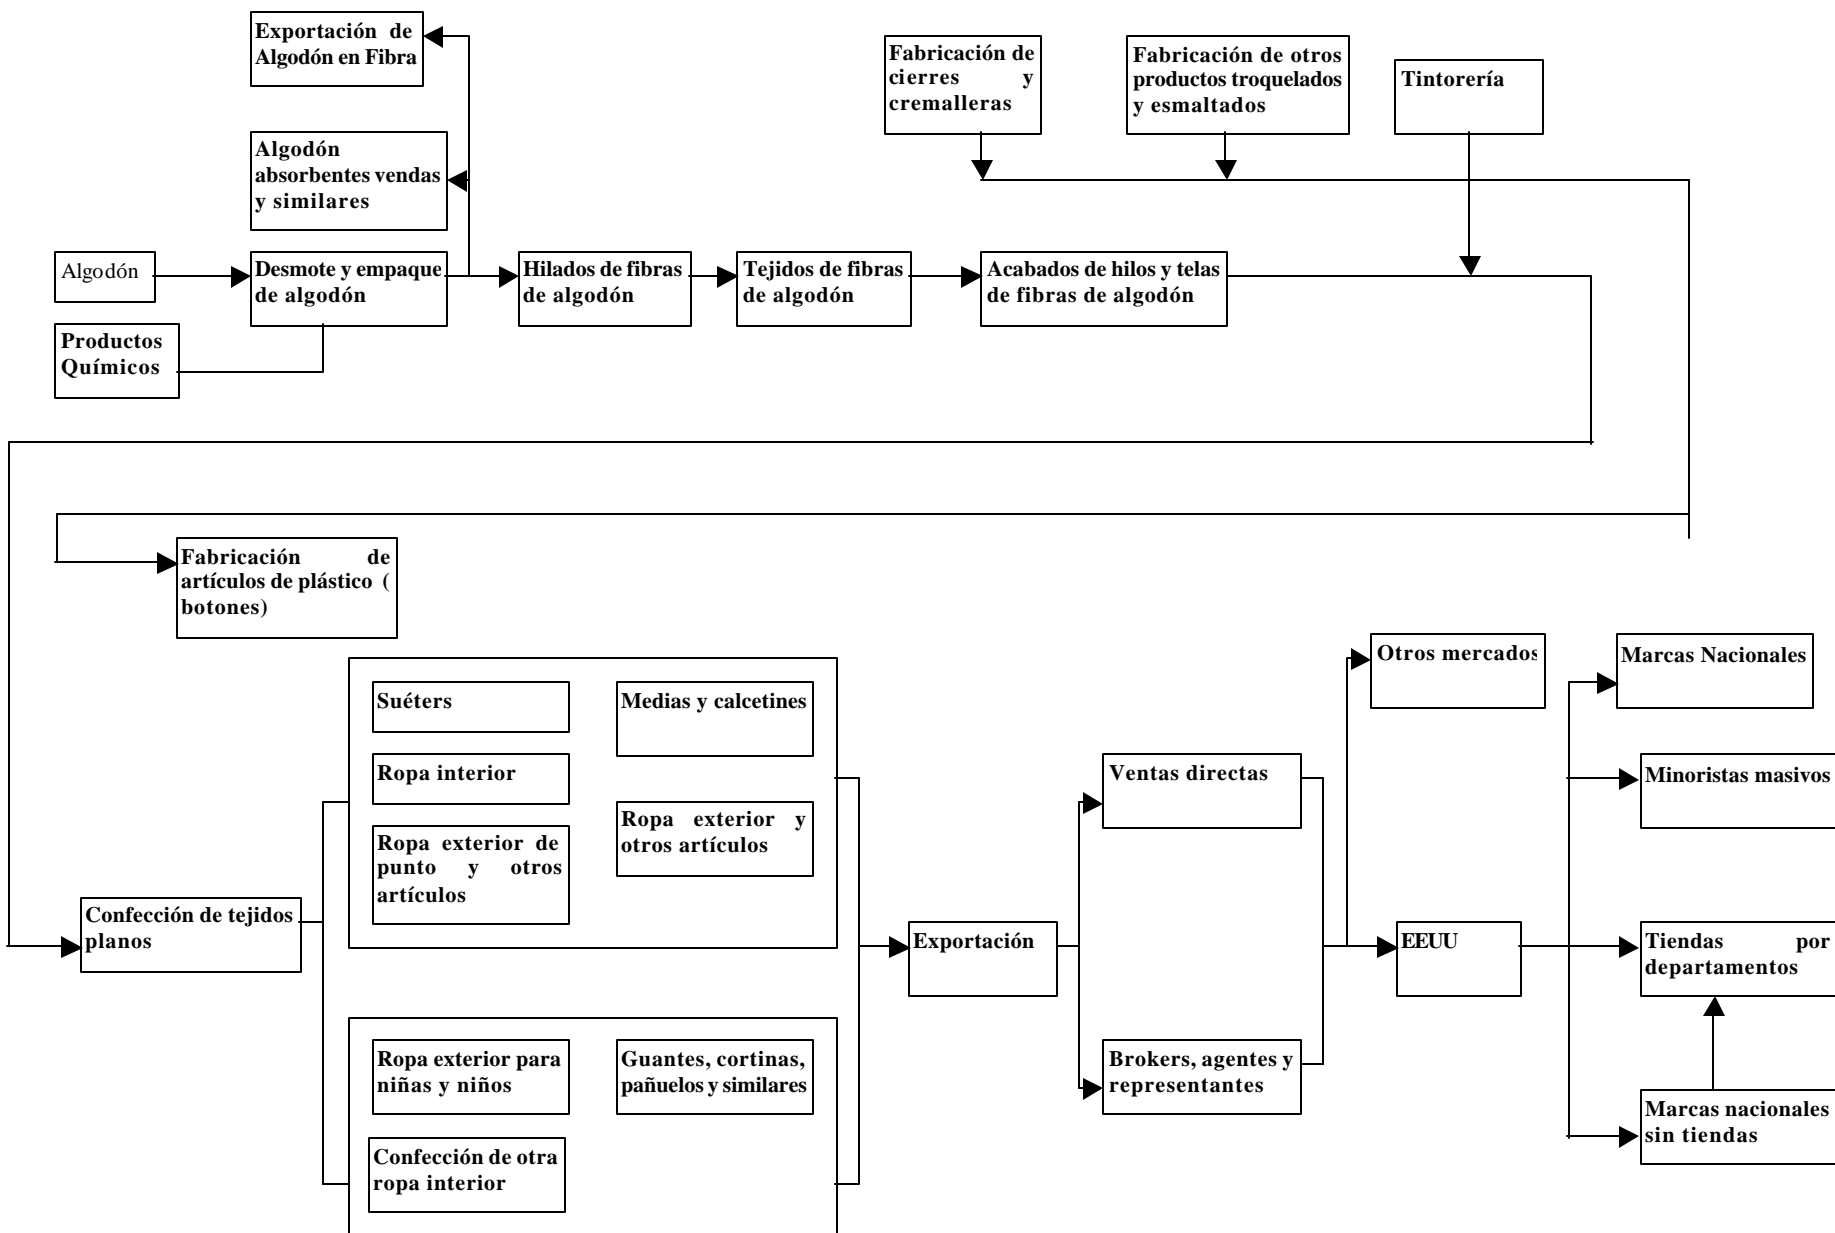 Exportación de
Algodón en Fibra
Fabricación de
cierres y
cremalleras
Fabricación de otros
productos troquelados
y esmaltados
Tintorería
Algodón
absorbentes vendas
y similares
Algodón
Desmote y empaque
de algodón
Hilados de fibras
de algodón
Tejidos de fibras
de algodón
Acabados de hilos y telas
de fibras de algodón
Productos
Químicos
Fabricación de
artículos de plástico (
botones)
Otros mercados
Marcas Nacionales
Suéters
Medias y calcetines
Ropa interior
Ventas directas
Minoristas masivos
Ropa exterior y
otros artículos
Ropa exterior de
punto y otros
artículos
Confección de tejidos
planos
Exportación
EEUU
Tiendas por
departamentos
Ropa exterior para
niñas y niños
Guantes, cortinas,
pañuelos y similares
Brokers, agentes y
representantes
Marcas nacionales
sin tiendas
Confección de otra
ropa interior